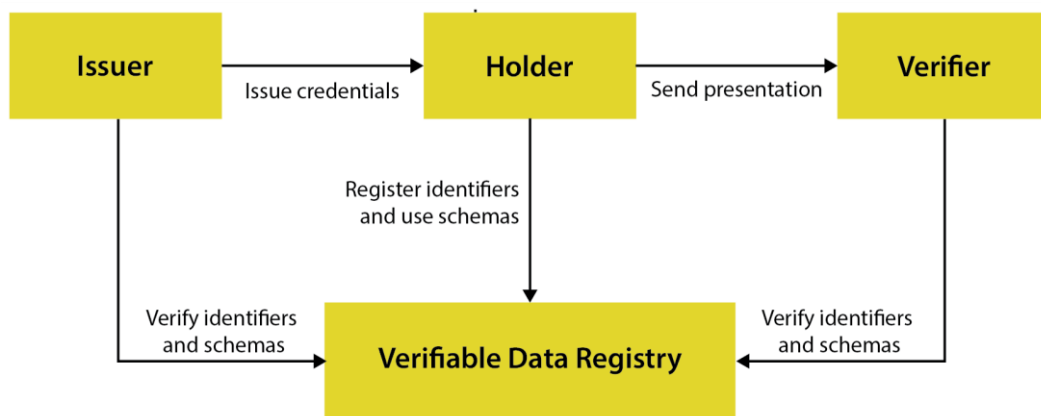 Issuer
Issue credentials
Holder
Send presentation
Verifier
Register identifiers
and use schemas
Verify identifiers
and schemas
Verifiable Data Registry
Verify identifiers
and schemas